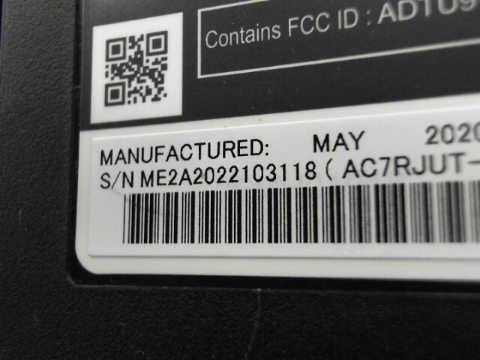 Contains FCC ID : ADTU9
MANUFACTURED: MAY 2020
S/N ME2A2022103118 ( AC7RJUT-